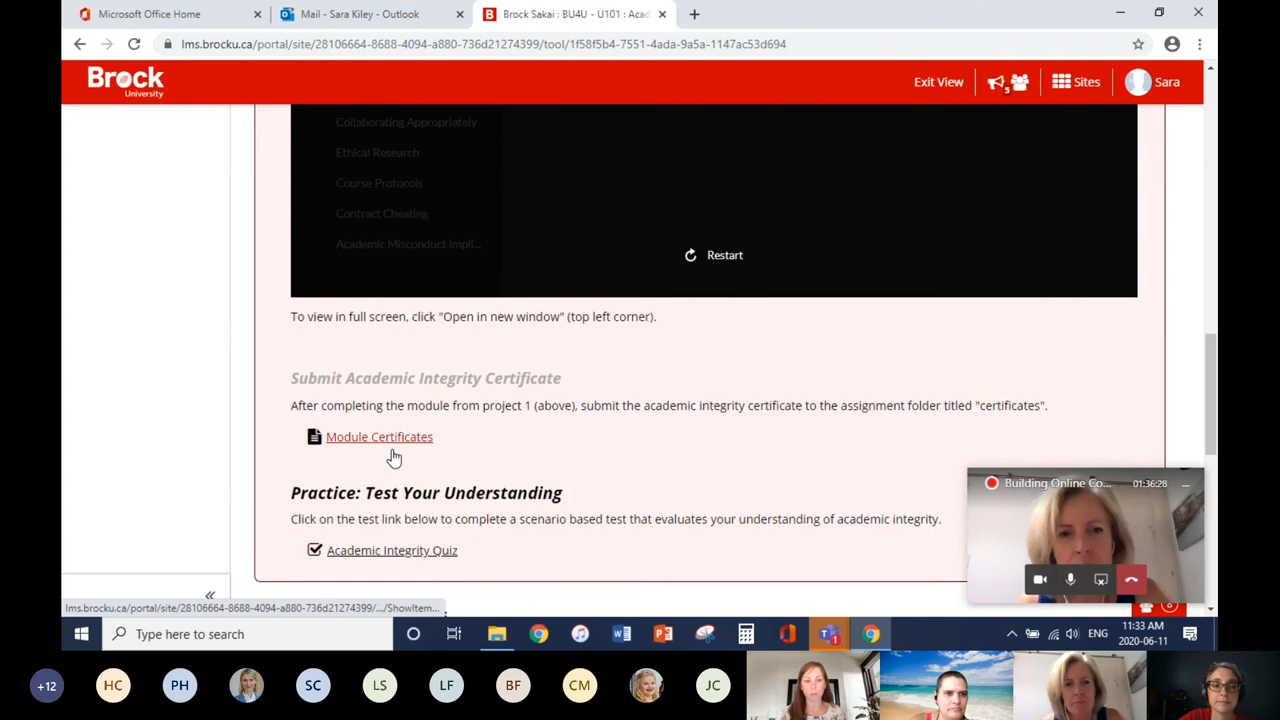 Microsoft Office Home
Mail - Sara Kiley - Outlook
Brock Sakai : BU4U - U101 : Acad
lms.brocku.ca/portal/site/28106664-8688-4094-a880-736d21274399/tool/1f58f5b4-7551-4ada-9a5a-1147ac53d694
Brock
University
Exit View
5
Sites
Sara
Collaborating Appropriately
Ethical Research
Course Protocols
Contract Cheating
Academic Misconduct Impli...
Restart
To view in full screen, click "Open in new window" (top left corner).
Submit Academic Integrity Certificate
After completing the module from project 1 (above), submit the academic integrity certificate to the assignment folder titled "certificates".
Module Certificates
Practice: Test Your Understanding
Click on the test link below to complete a scenario based test that evaluates your understanding of academic integrity.
Academic Integrity Quiz
Building Online Co...
01:36:28
lms.brocku.ca/portal/site/28106664-8688-4094-a880-736d21274399/.../ShowItem...
Type here to search
1
ENG
11:33 AM
2020-06-11
+12
HC
PH
SC
LS
LF
BF
CM
JC